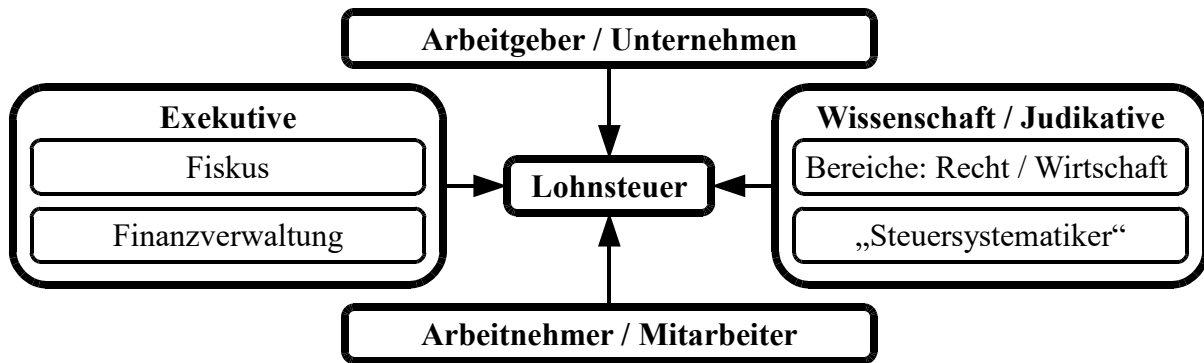 Arbeitgeber / Unternehmen
Exekutive
Fiskus
Finanzverwaltung
Lohnsteuer
Wissenschaft / Judikative
Bereiche: Recht / Wirtschaft
„Steuersystematiker“
Arbeitnehmer / Mitarbeiter